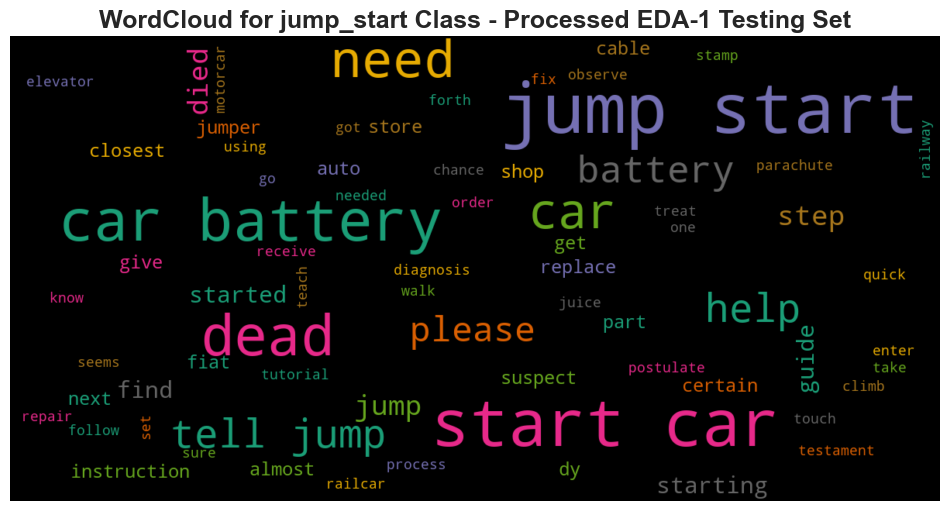 WordCloud for jump_start Class - Processed EDA-1 Testing Set
need
cable
stamp
elevator
died
motorcar
fix
observe
jump start
forth
jumper
got
store
using
closest
railway
go
auto
chance
shop
battery
parachute
needed
car battery
order
car
treat
one
step
get
receive
give
teach
diagnosis
replace
quick
know
started
walk
juice
help
dead
please
part
guide
enter
take
seems
fiat
tutorial
suspect
postulate
certain
climb
find
next
jump
repair
follow
set
tell jump
start car
touch
sure
testament
instruction
almost
process
dy
railcar
starting